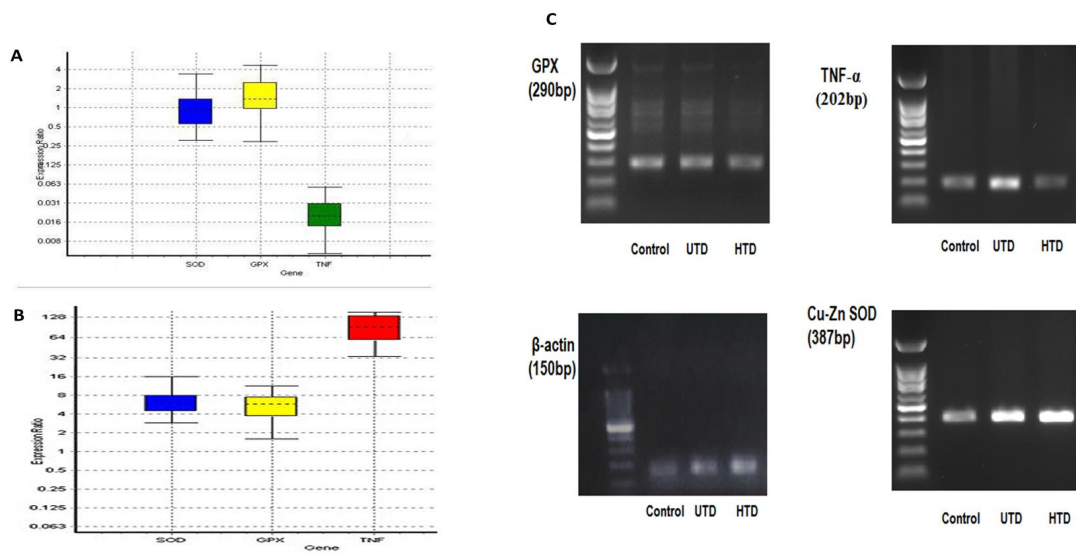 A
4
2
1
0.5
0.25
0.125
0.063
0.031
0.016
0.008
Expression Ratio
SOD GPX TNF
Gene
B
128
64
32
16
8
4
2
1
0.5
0.25
0.125
0.063
Expression Ratio
SOD GPX TNF
Gene
C
GPX
(290bp)
Control UTD HTD
TNF-α
(202bp)
Control UTD HTD
β-actin
(150bp)
Control UTD HTD
Cu-Zn SOD
(387bp)
Control UTD HTD